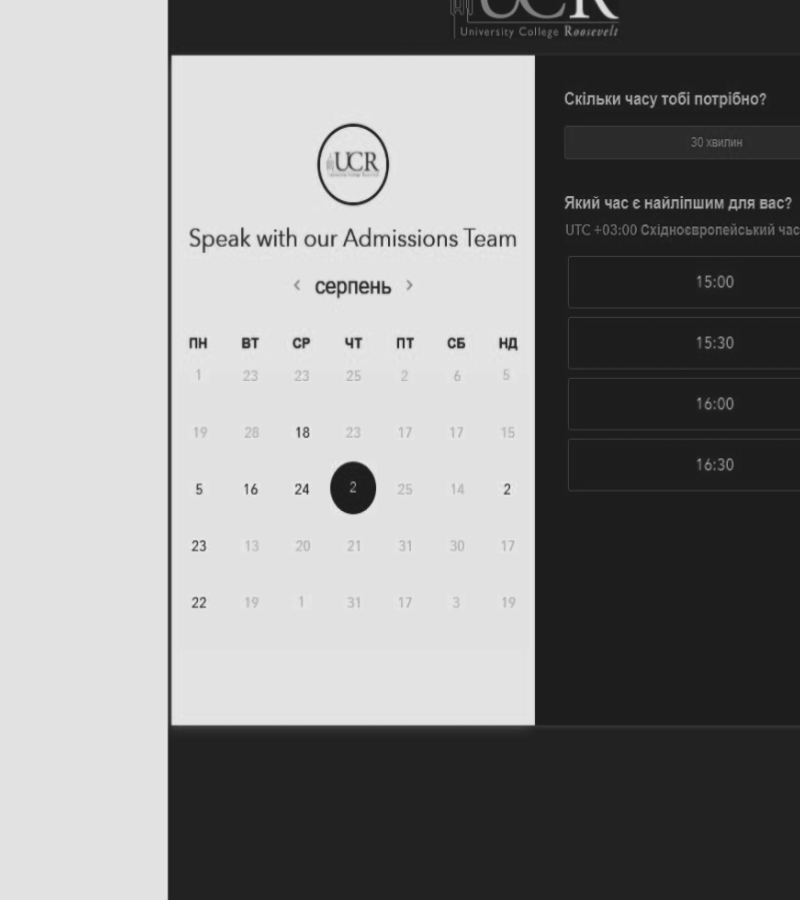 UCR
University College Roosevelt
UCR
Speak with our Admissions Team
‹ серпень ›
ПН ВТ СР ЧТ ПТ СБ НД
1 23 23 25 2 6 5
19 28 18 23 17 17 15
5 16 24 2 25 14 2
23 13 20 21 31 30 17
22 19 1 31 17 3 19
Скільки часу тобі потрібно?
30 хвилин
Який час є найліпшим для вас?
UTC +03:00 Східноєвропейський час
15:00
15:30
16:00
16:30